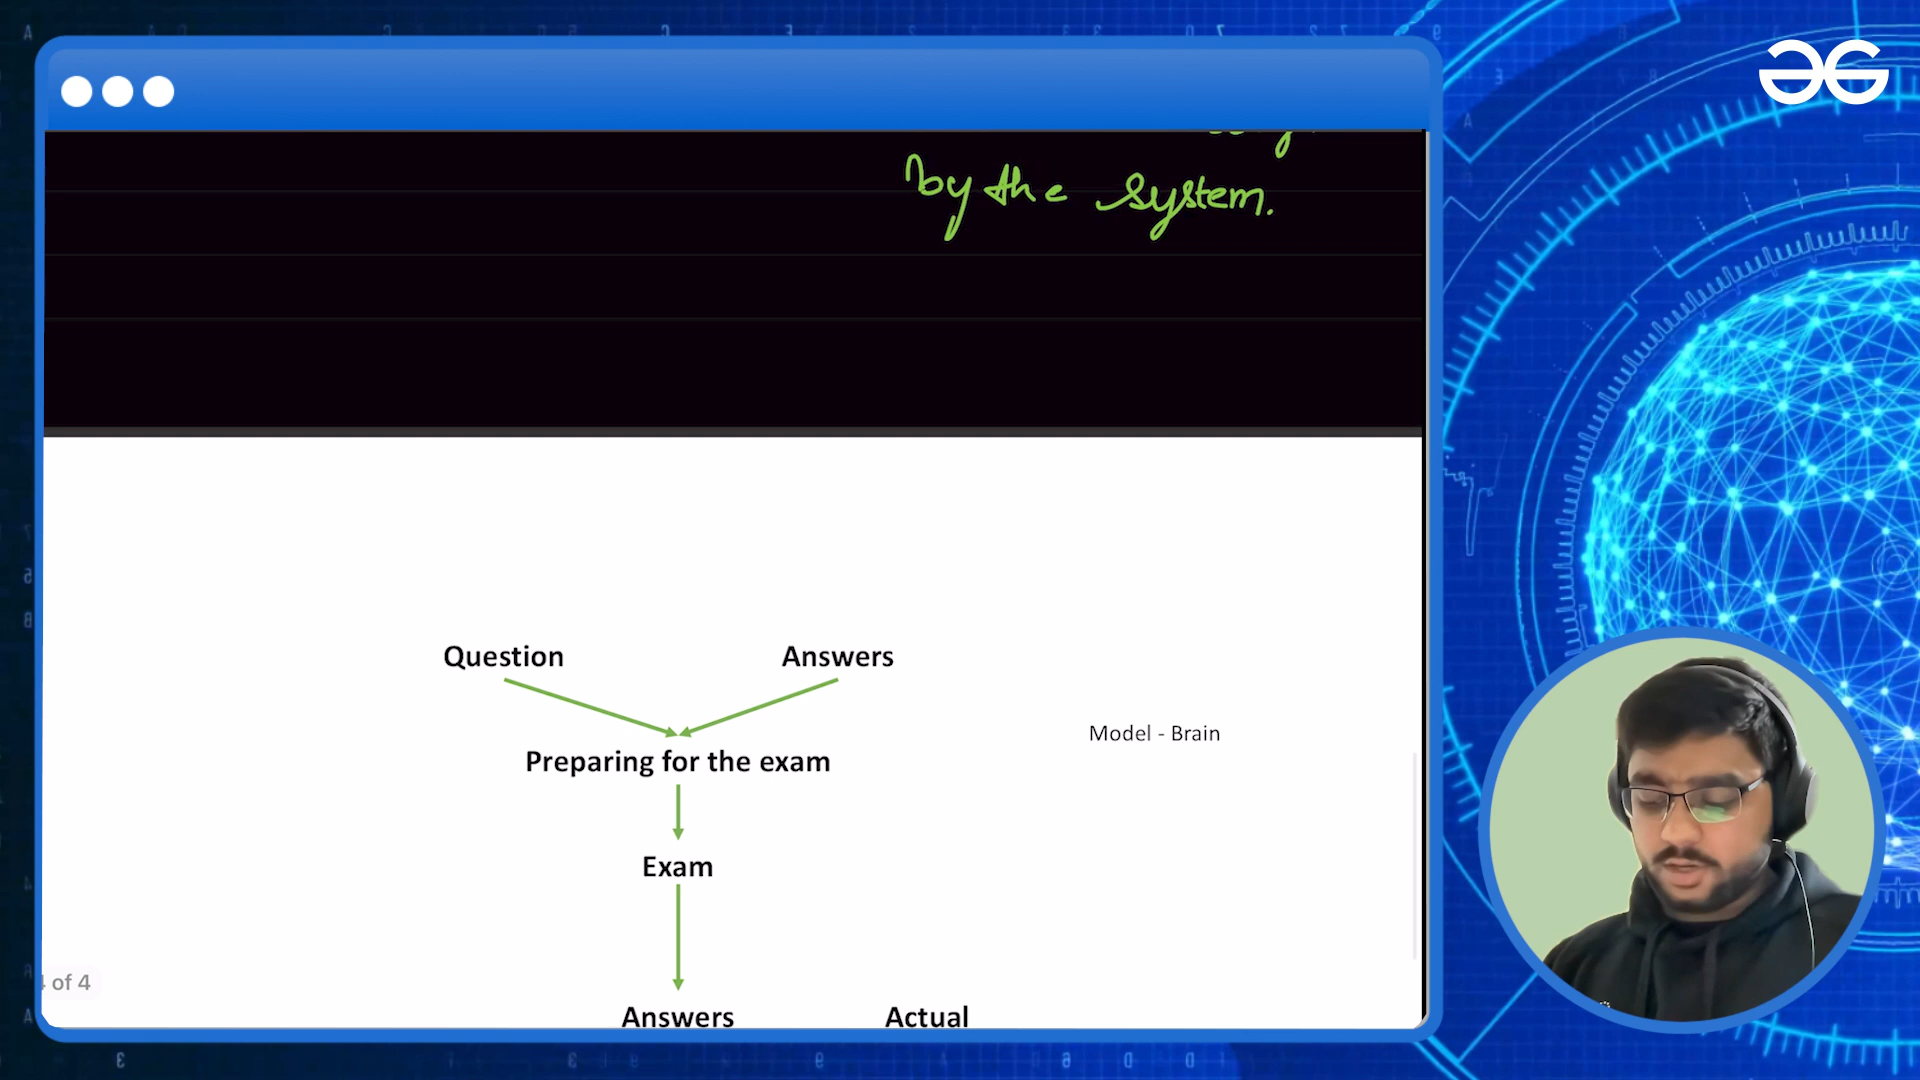 by the system.
Question Answers
Preparing for the exam
Model - Brain
Exam
of 4
Answers Actual